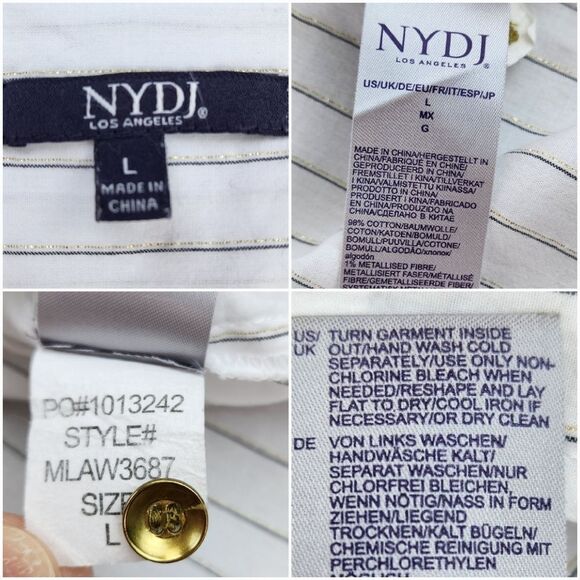 NYDJ®
LOS ANGELES
L
MADE IN
CHINA
NYDJ®
LOS ANGELES
US/UK/DE/EU/FR/IT/ESP/JP
L
MX
G
MADE IN CHINA/HERGESTELLT IN
CHINA/FABRIQUÉ EN CHINE/
GEPRODUCEERD IN CHINA/
FREMSTILLET I KINA/TILLVERKAT
I KINA/VALMISTETTU KIINASSA/
PRODOTTO IN CHINA/
PRODUSERT I KINA/FABRICADO
EN CHINA/PRODUZIDO NA
CHINA/СДЕЛАНО В КИТАЕ
98% COTTON/BAUMWOLLE/
COTON/KATOEN/BOMULD/
BOMULL/PUUVILLA/COTONE/
BOMULL/ALGODÃO/хлопок/
algodón
1% METALLISED FIBRE/
METALLISIERT FASER/MÉTALLISÉ
FIBRE/GEMETALLISEERDE FIBER/
PO#1013242
STYLE#
MLAW3687
SIZE
L
US/ TURN GARMENT INSIDE
UK OUT/HAND WASH COLD
SEPARATELY/USE ONLY NON-
CHLORINE BLEACH WHEN
NEEDED/RESHAPE AND LAY
FLAT TO DRY/COOL IRON IF
NECESSARY/OR DRY CLEAN
DE VON LINKS WASCHEN/
HANDWÄSCHE KALT/
SEPARAT WASCHEN/NUR
CHLORFREI BLEICHEN,
WENN NÖTIG/NASS IN FORM
ZIEHEN/LIEGEND
TROCKNEN/KALT BÜGELN/
CHEMISCHE REINIGUNG MIT
PERCHLORETHYLEN
MÖGLICH